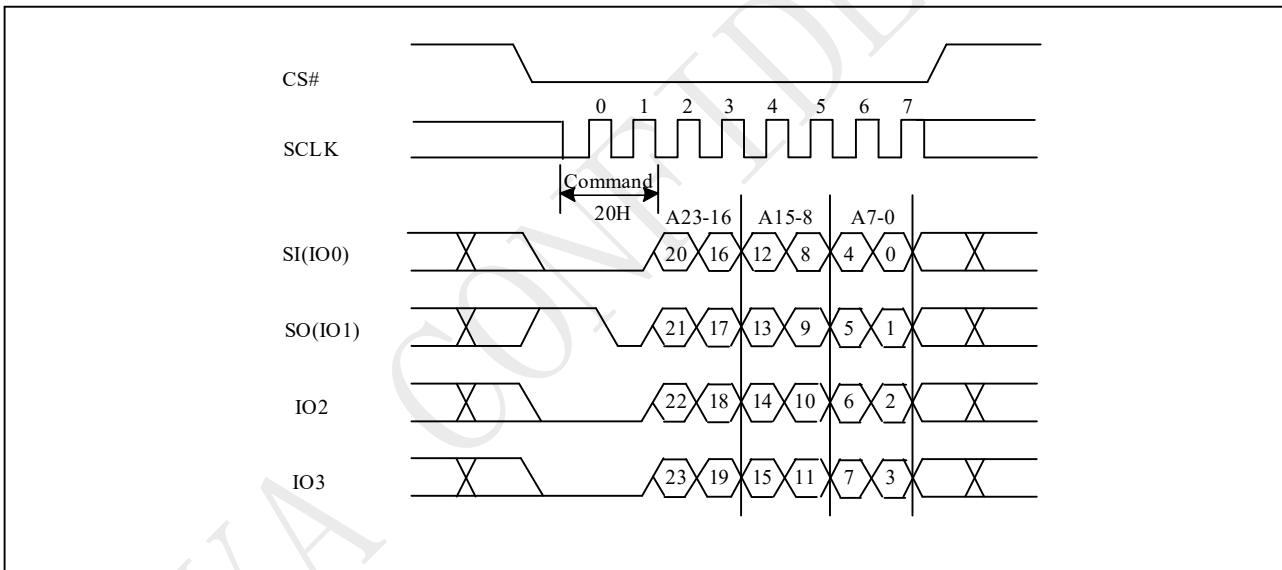 CS#
0 1 2 3 4 5 6 7
SCLK
Command
20H
A23-16 A15-8 A7-0
SI(IO0) 20 16 12 8 4 0
SO(IO1) 21 17 13 9 5 1
IO2 22 18 14 10 6 2
IO3 23 19 15 11 7 3